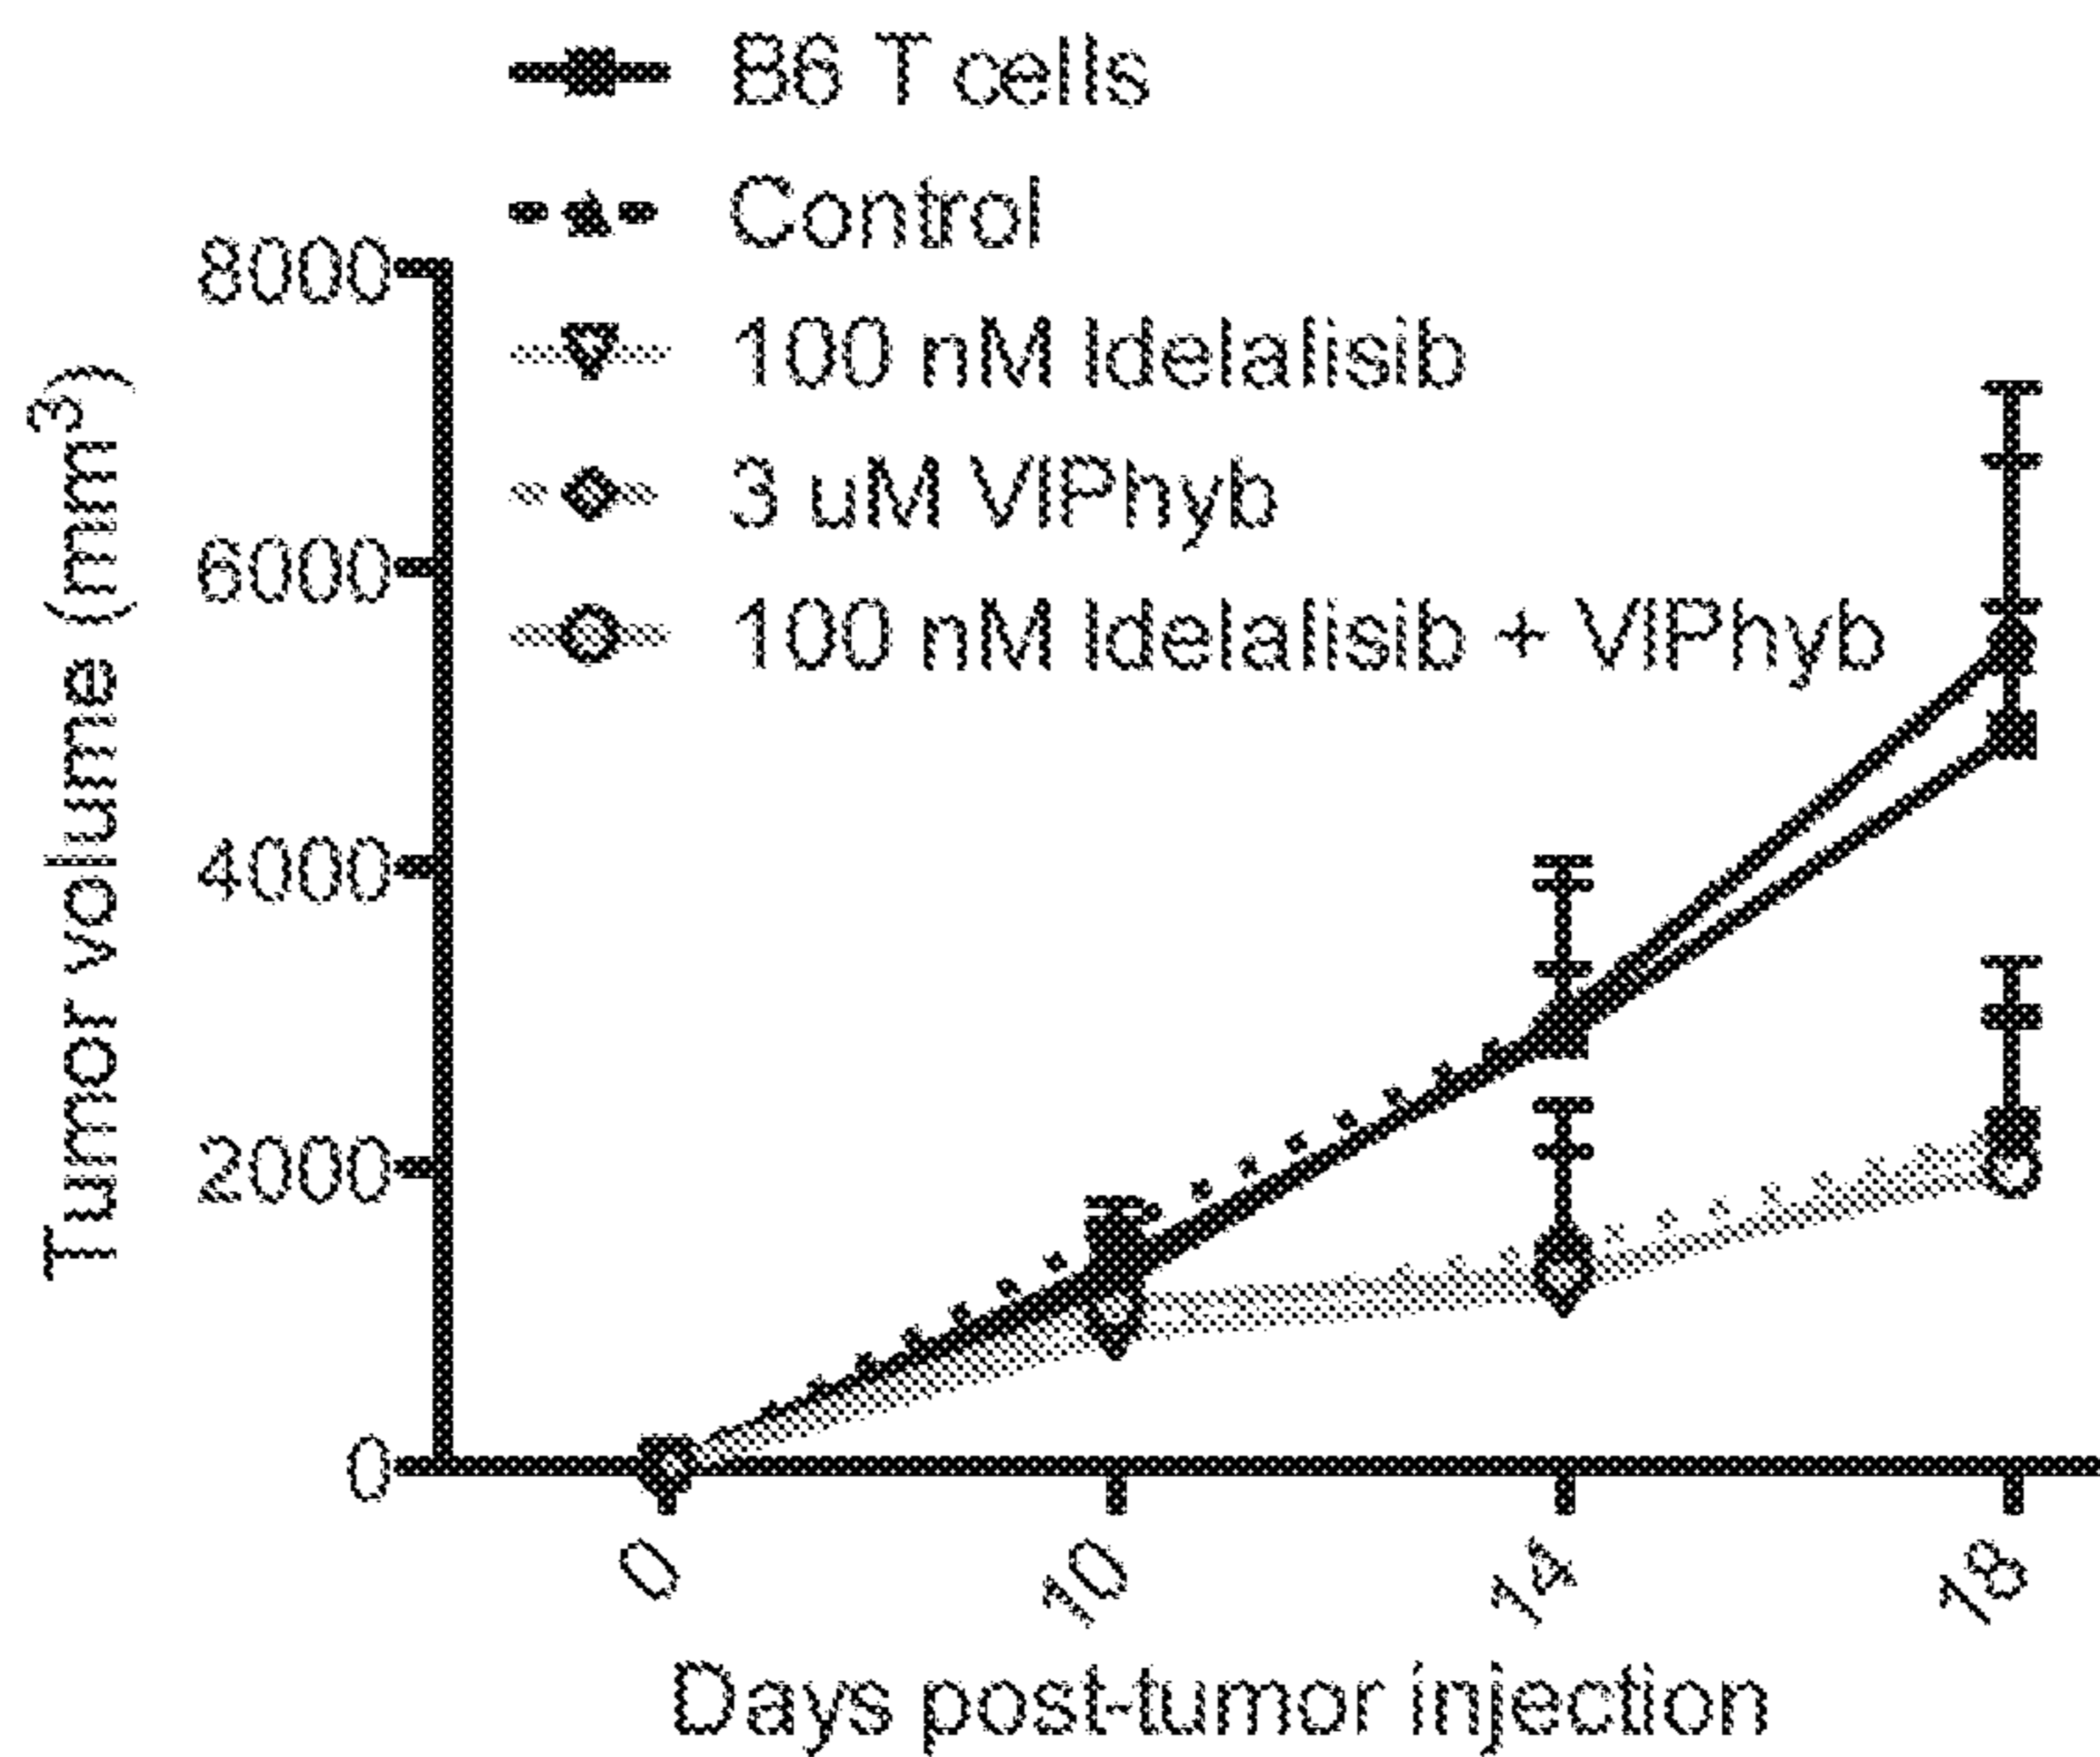 B6 T cells
Control
100 nM Idelalisib
3 uM VIPhyb
100 nM Idelalisib + VIPhyb
8000
6000
4000
2000
0
Tumor volume (mm³)
0 10 14 18
Days post-tumor injection